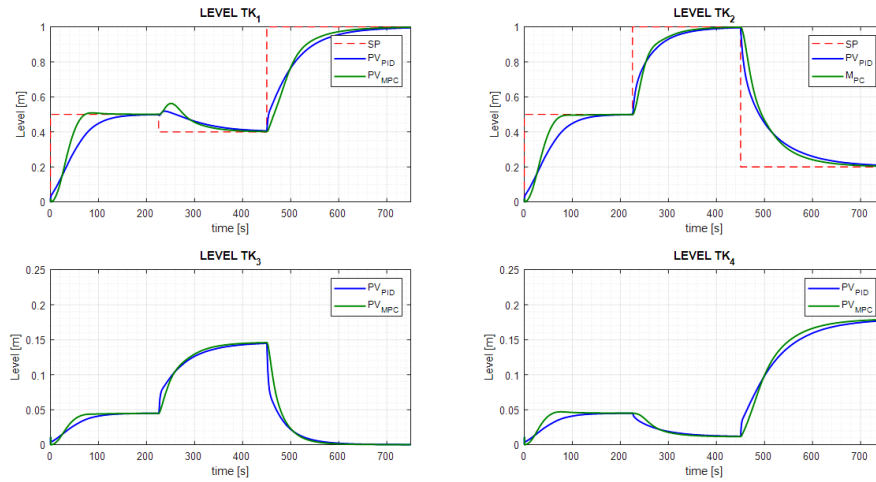 LEVEL TK1
1
0.8
0.6
0.4
0.2
0
Level [m]
SP
PVPID
PVMPC
0 100 200 300 400 500 600 700
time [s]
LEVEL TK2
1
0.8
0.6
0.4
0.2
0
Level [m]
SP
PVPID
MPC
0 100 200 300 400 500 600 700
time [s]
LEVEL TK3
0.25
0.2
0.15
0.1
0.05
0
Level [m]
PVPID
PVMPC
0 100 200 300 400 500 600 700
time [s]
LEVEL TK4
0.25
0.2
0.15
0.1
0.05
0
Level [m]
PVPID
PVMPC
0 100 200 300 400 500 600 700
time [s]